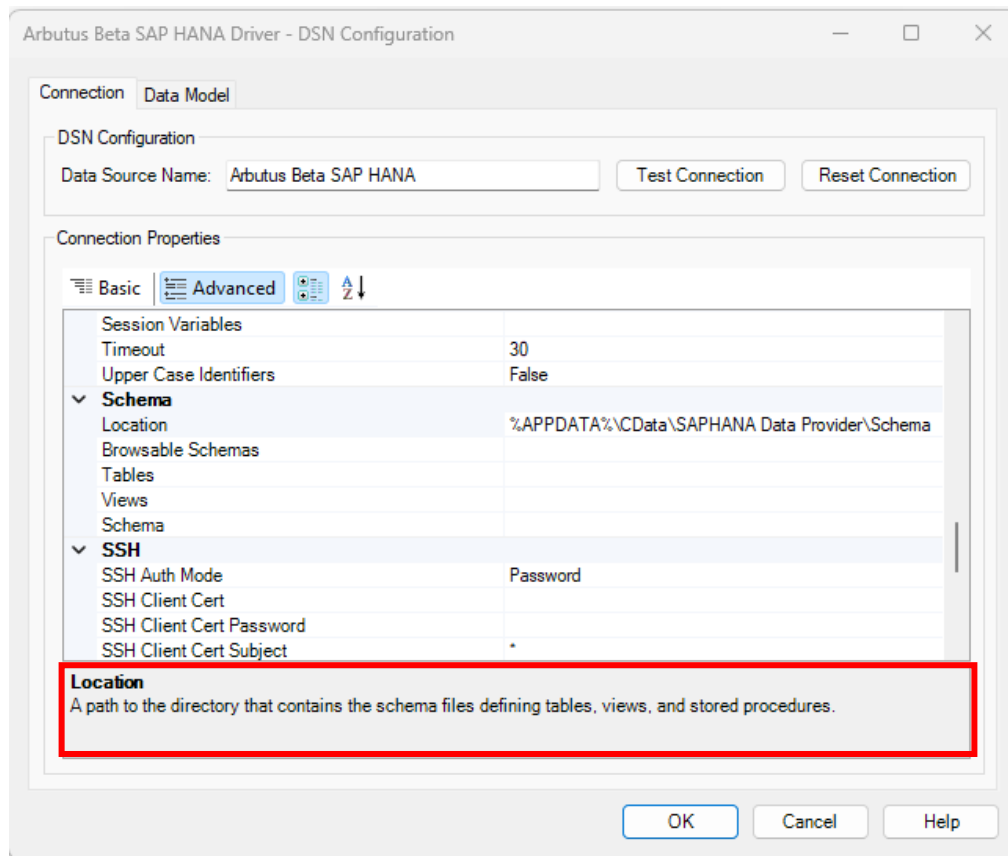 Arbutus Beta SAP HANA Driver - DSN Configuration
Connection Data Model
DSN Configuration
Data Source Name: Arbutus Beta SAP HANA Test Connection Reset Connection
Connection Properties
Basic Advanced
Session Variables
Timeout 30
Upper Case Identifiers False
Schema
Location %APPDATA%\CData\SAPHANA Data Provider\Schema
Browsable Schemas
Tables
Views
Schema
SSH
SSH Auth Mode Password
SSH Client Cert
SSH Client Cert Password
SSH Client Cert Subject *
Location
A path to the directory that contains the schema files defining tables, views, and stored procedures.
OK Cancel Help